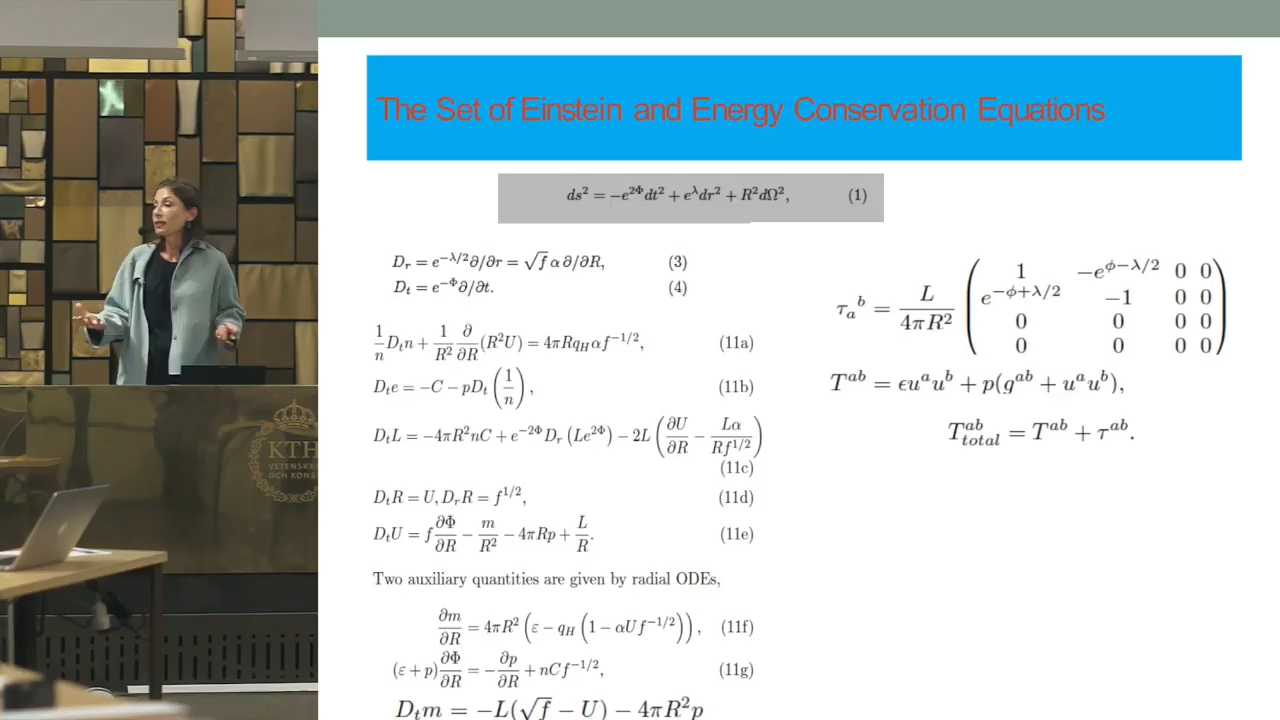 The Set of Einstein and Energy Conservation Equations
ds² = −e^{2Φ}dt² + e^{λ}dr² + R²dΩ², (1)
D_r = e^{−λ/2}∂/∂r = √f α ∂/∂R, (3)
D_t = e^{−Φ}∂/∂t. (4)
1/n D_t n + 1/R² ∂/∂R (R²U) = 4πRq_H αf^{−1/2}, (11a)
D_t e = −C − pD_t (1/n), (11b)
D_t L = −4πR²nC + e^{−2Φ}D_r (Le^{2Φ}) − 2L (∂U/∂R − Lα/Rf^{1/2})
(11c)
D_t R = U, D_r R = f^{1/2}, (11d)
D_t U = f ∂Φ/∂R − m/R² − 4πRp + L/R. (11e)
Two auxiliary quantities are given by radial ODEs,
∂m/∂R = 4πR² (ε − q_H (1 − αUf^{−1/2})), (11f)
(ε + p) ∂Φ/∂R = −∂p/∂R + nCf^{−1/2}, (11g)
D_t m = −L(√f − U) − 4πR²p
τ_a^b = L/4πR² ( 1 −e^{ϕ−λ/2} 0 0
e^{−ϕ+λ/2} −1 0 0
0 0 0 0
0 0 0 0 )
T^{ab} = ϵu^a u^b + p(g^{ab} + u^a u^b),
T^{ab}_{total} = T^{ab} + τ^{ab}.
KTH
VETENSKA
OCH KONS